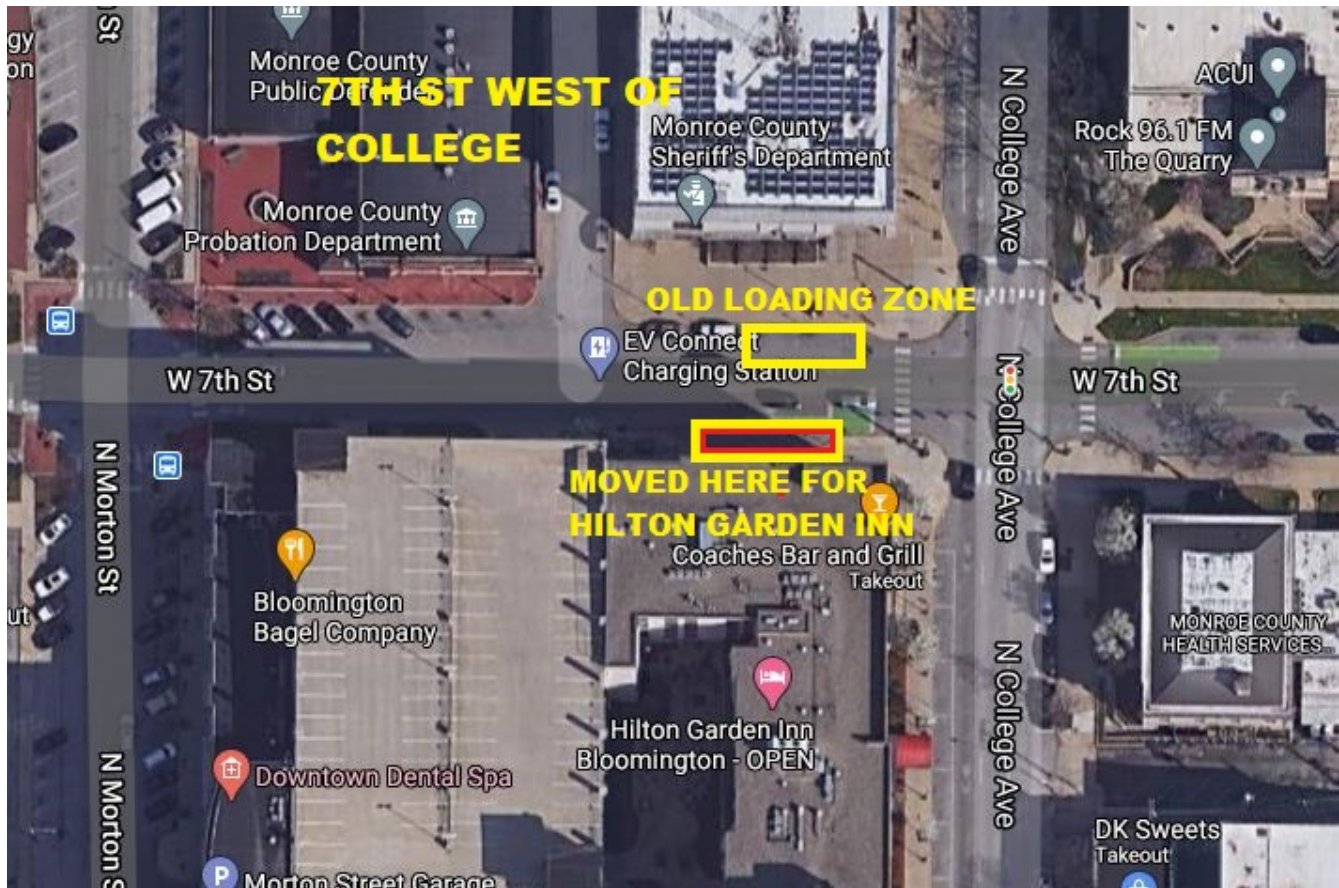 gy
on
St
Monroe County
Public Defender
7TH ST WEST OF
COLLEGE
Monroe County
Sheriff's Department
N College Ave
ACUI
Rock 96.1 FM
The Quarry
Monroe County
Probation Department
OLD LOADING ZONE
EV Connect
Charging Station
W 7th St
N College Ave
W 7th St
N Morton St
MOVED HERE FOR
HILTON GARDEN INN
Coaches Bar and Grill
Takeout
ut
Bloomington
Bagel Company
MONROE COUNTY
HEALTH SERVICES...
N College Ave
Hilton Garden Inn
Bloomington - OPEN
Downtown Dental Spa
N Morton S
DK Sweets
Takeout
P
Morton Street Garage